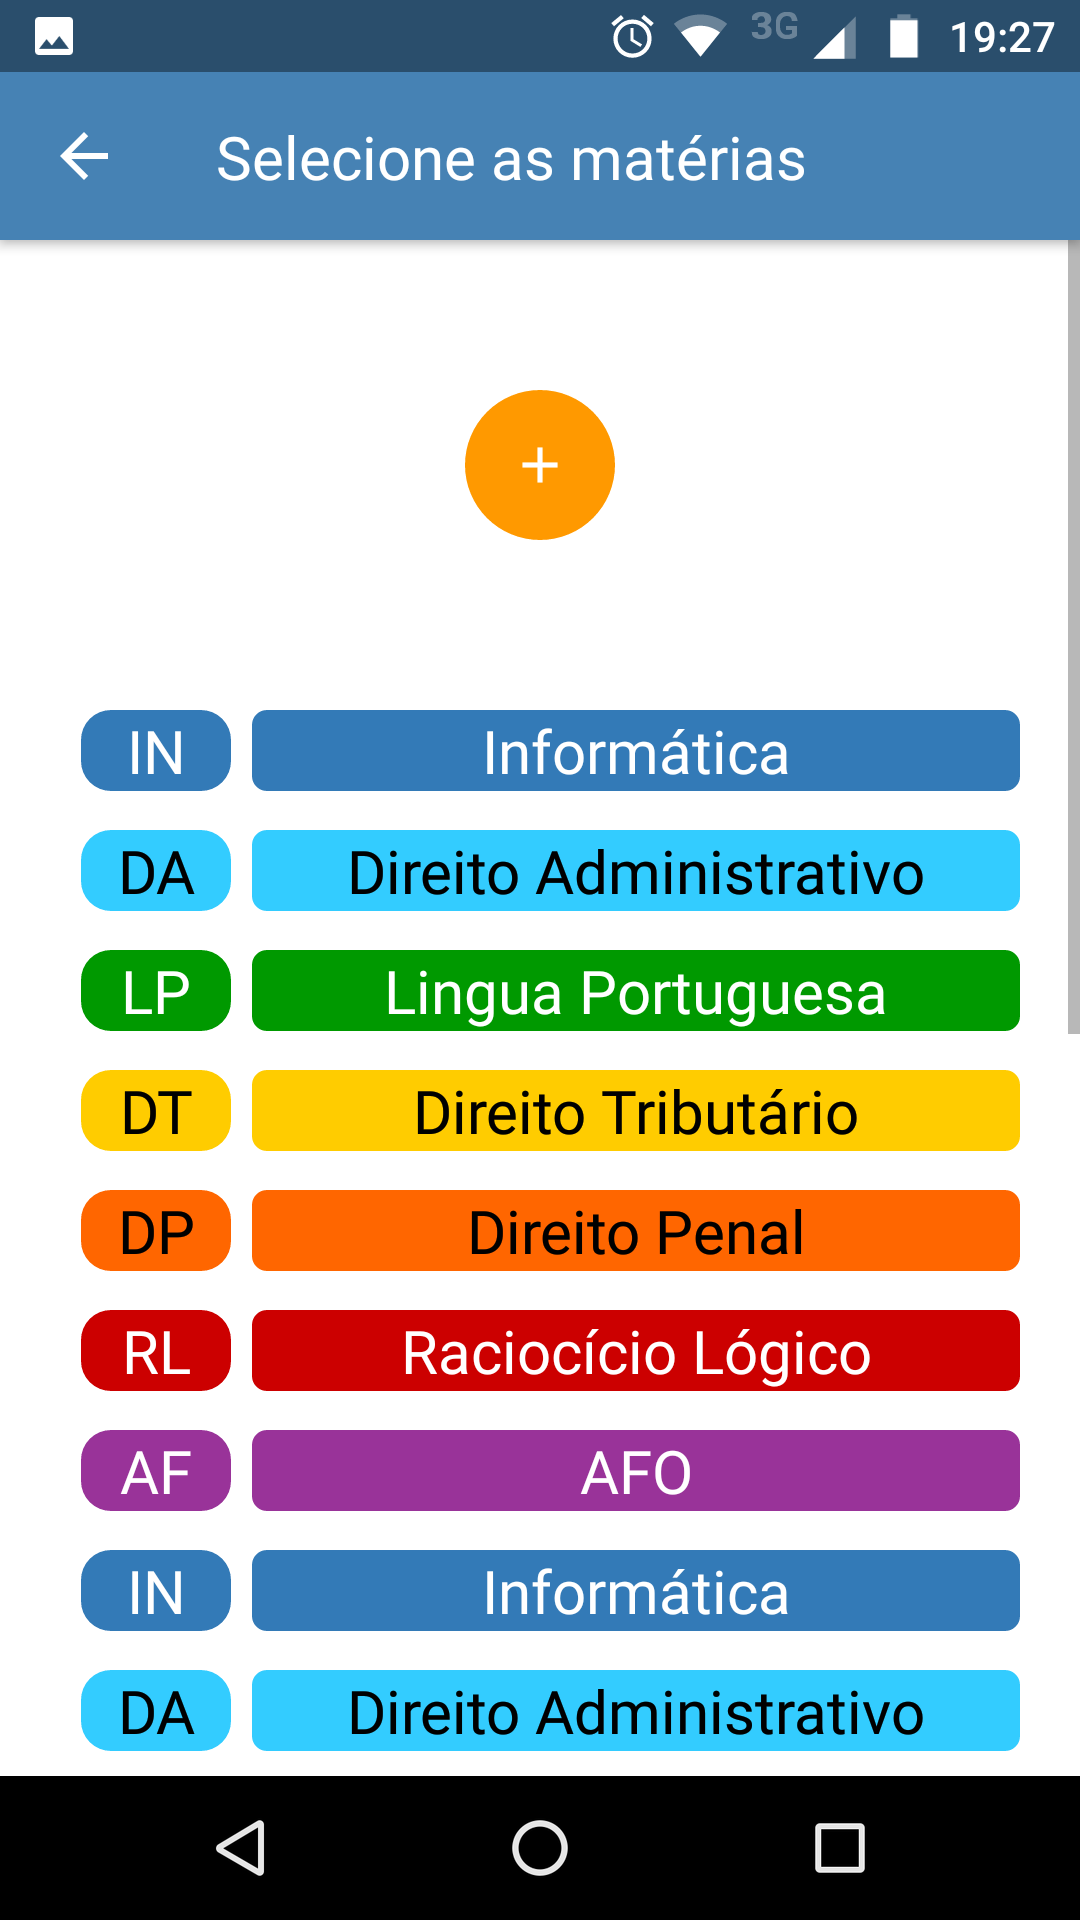 3G 19:27
Selecione as matérias
+
IN Informática
DA Direito Administrativo
LP Lingua Portuguesa
DT Direito Tributário
DP Direito Penal
RL Raciocício Lógico
AF AFO
IN Informática
DA Direito Administrativo